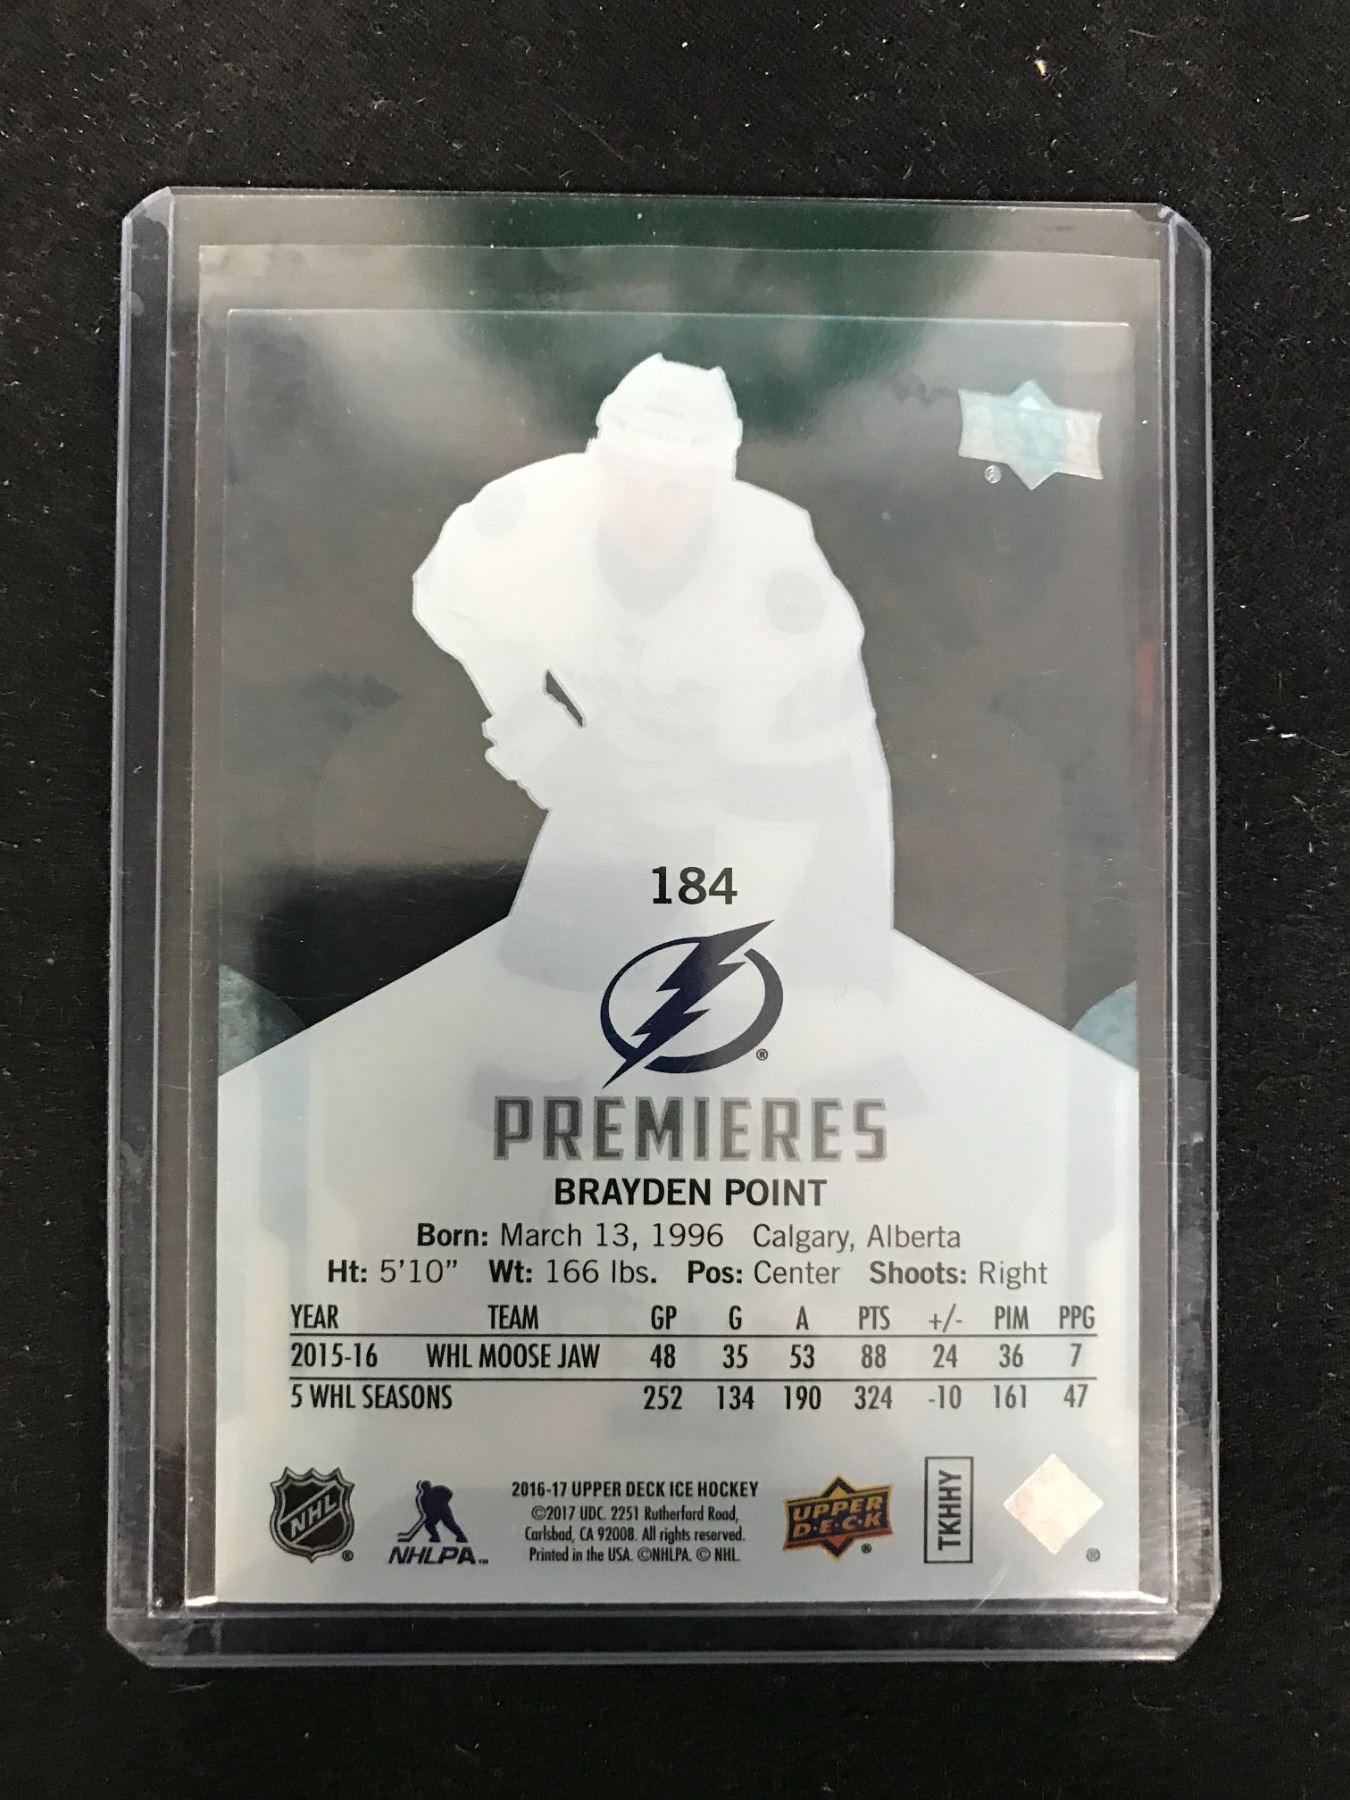 184
®
PREMIERES
BRAYDEN POINT
Born: March 13, 1996 Calgary, Alberta
Ht: 5'10" Wt: 166 lbs. Pos: Center Shoots: Right
YEAR TEAM GP G A PTS +/- PIM PPG
2015-16 WHL MOOSE JAW 48 35 53 88 24 36 7
5 WHL SEASONS 252 134 190 324 -10 161 47
NHL ®
NHLPA™
2016-17 UPPER DECK ICE HOCKEY
©2017 UDC. 2251 Rutherford Road,
Carlsbad, CA 92008. All rights reserved.
Printed in the USA. ©NHLPA. © NHL.
UPPER
D·E·C·K ®
TKHHY
®